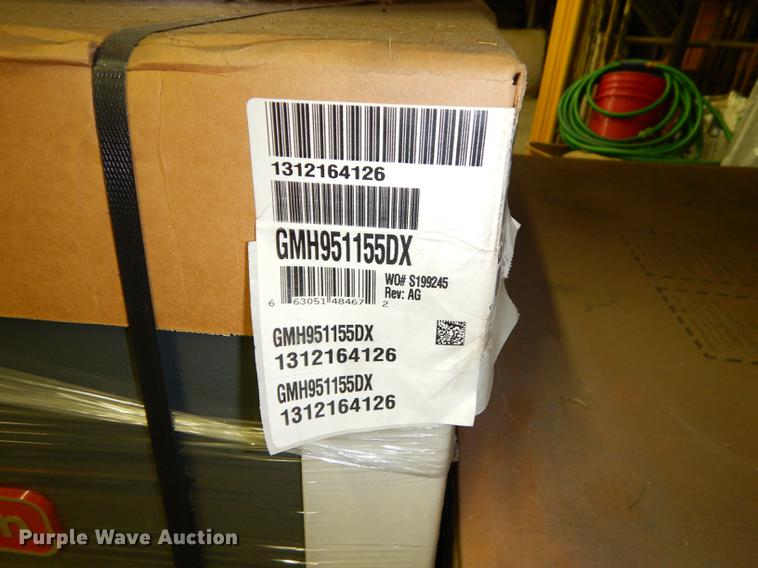 1312164126
GMH951155DX
WO# S199245
Rev: AG
6 63051 48467 2
GMH951155DX
1312164126
GMH951155DX
1312164126
Purple Wave Auction